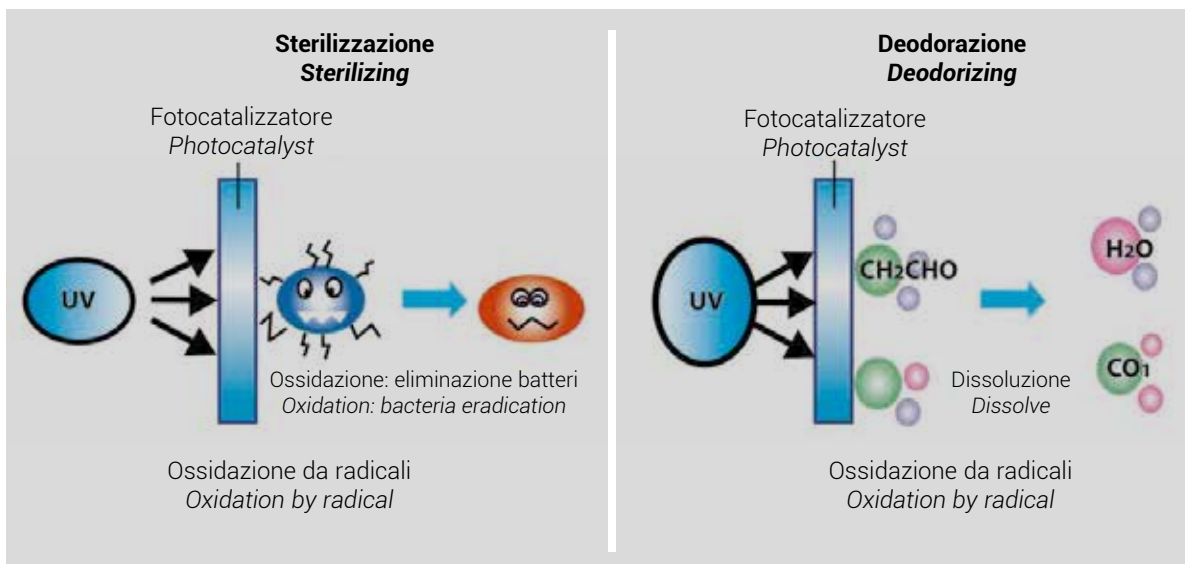 Sterilizzazione
Sterilizing
Fotocatalizzatore
Photocatalyst
UV
Ossidazione: eliminazione batteri
Oxidation: bacteria eradication
Ossidazione da radicali
Oxidation by radical
Deodorazione
Deodorizing
Fotocatalizzatore
Photocatalyst
UV
CH2CHO
H2O
CO1
Dissoluzione
Dissolve
Ossidazione da radicali
Oxidation by radical